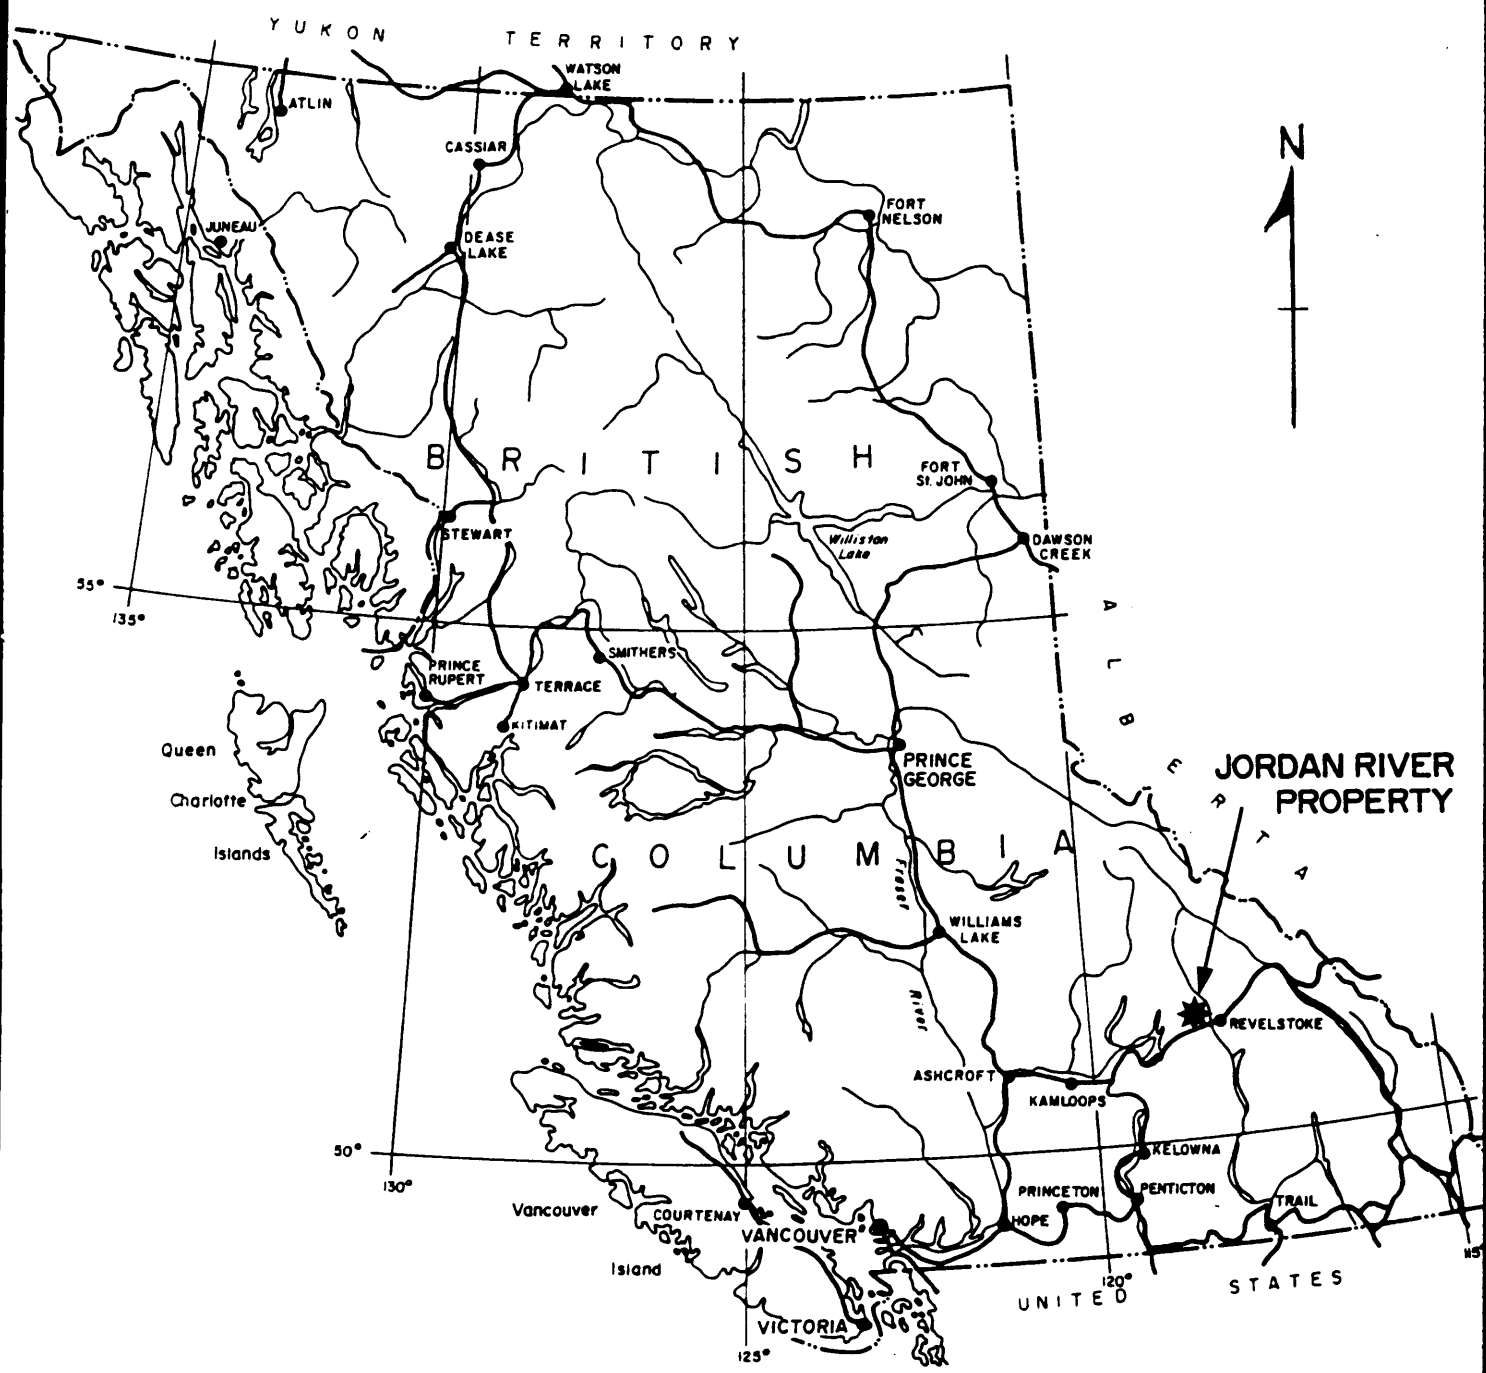 YUKON TERRITORY
WATSON
LAKE
ATLIN
CASSIAR
N
FORT
NELSON
JUNEAU
DEASE
LAKE
BRITISH
FORT
St. JOHN
STEWART
Williston
Lake
DAWSON
CREEK
55°
135°
ALBERTA
PRINCE
RUPERT
SMITHERS
TERRACE
KITIMAT
Queen
Charlotte
Islands
PRINCE
GEORGE
JORDAN RIVER
PROPERTY
COLUMBIA
Fraser
River
WILLIAMS
LAKE
REVELSTOKE
ASHCROFT
KAMLOOPS
50°
130°
KELOWNA
PRINCETON
PENTICTON
TRAIL
HOPE
Vancouver
Island
COURTENAY
VANCOUVER
VICTORIA
125°
120°
115°
UNITED STATES